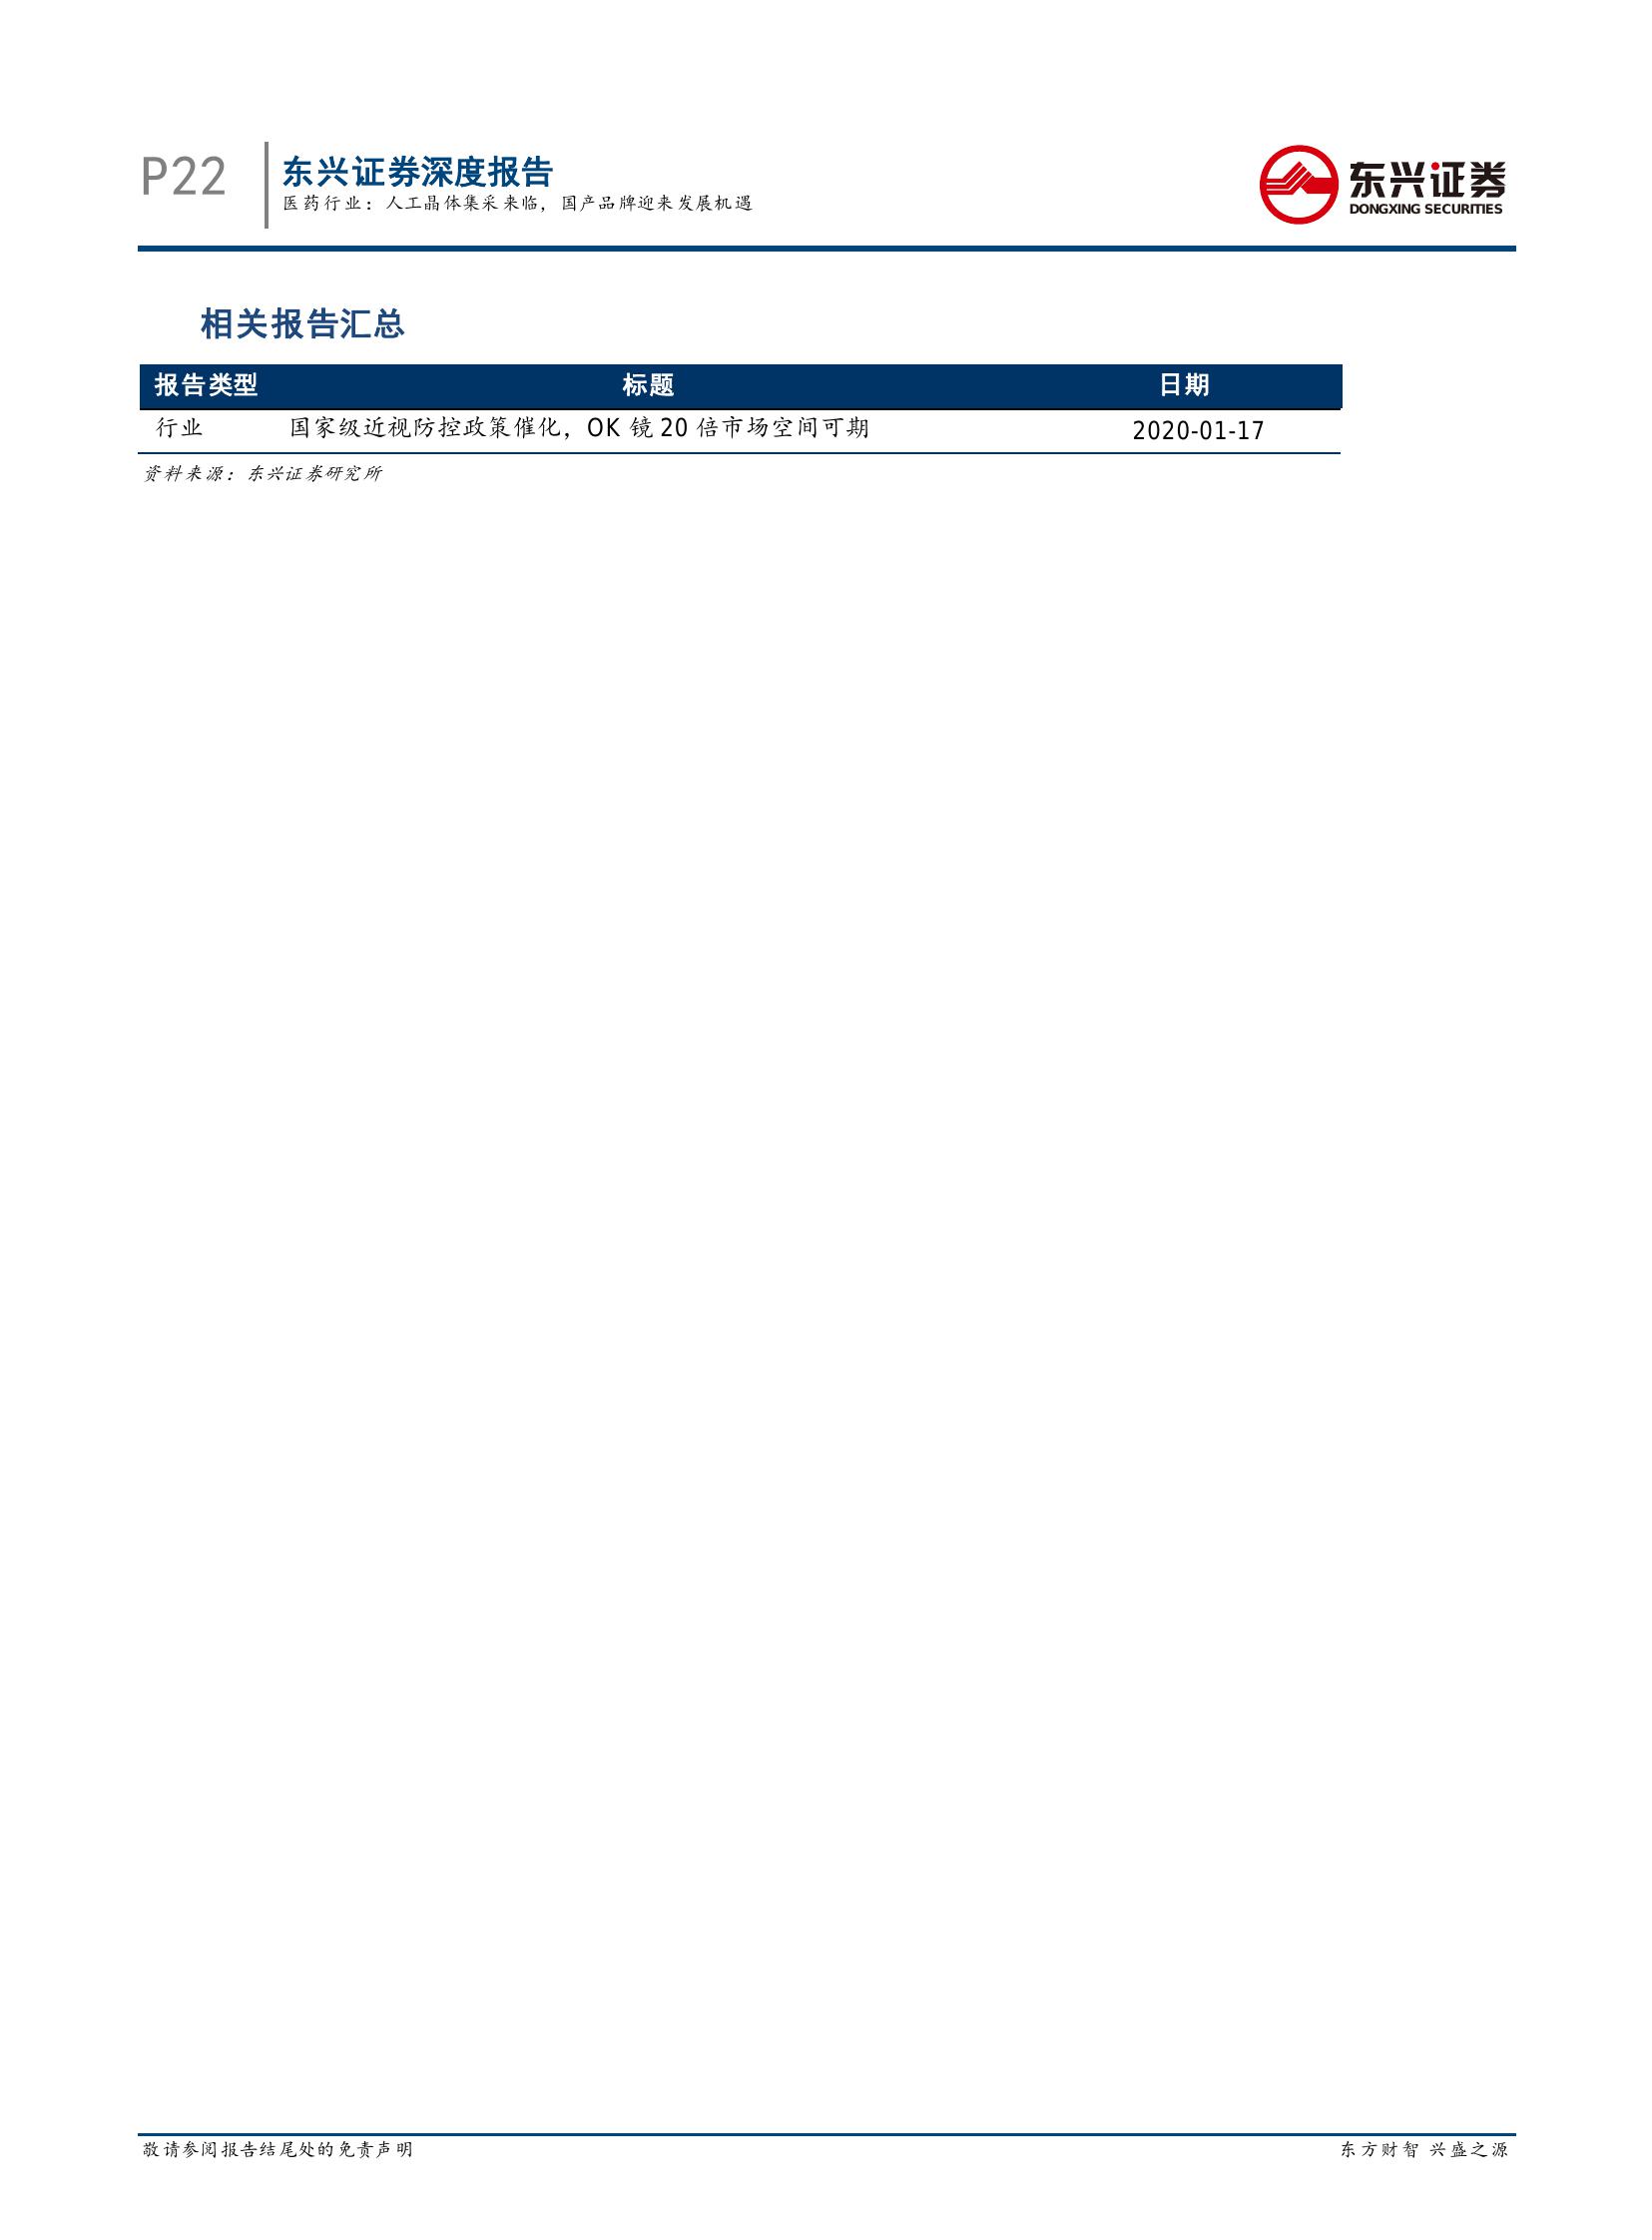 P22
东兴证券深度报告
医药行业：人工晶体集采来临，国产品牌迎来发展机遇
东兴证券
DONGXING SECURITIES
相关报告汇总
报告类型 标题 日期
行业 国家级近视防控政策催化，OK 镜 20 倍市场空间可期 2020-01-17
资料来源：东兴证券研究所
敬请参阅报告结尾处的免责声明 东方财智 兴盛之源